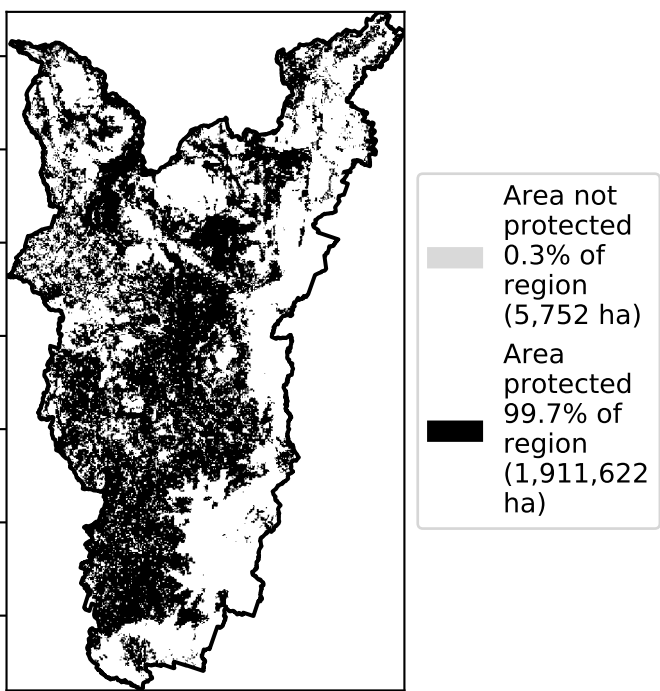 Area not
protected
0.3% of
region
(5,752 ha)
Area
protected
99.7% of
region
(1,911,622
ha)